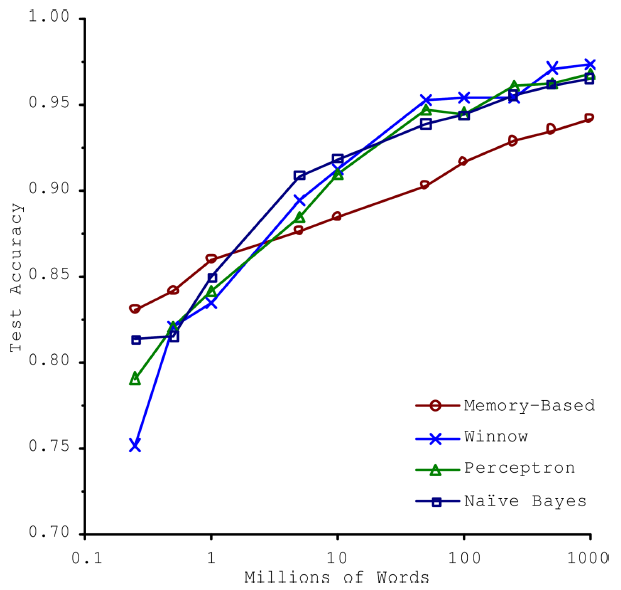 1.00
0.95
0.90
0.85
0.80
0.75
0.70
Test Accuracy
Memory-Based
Winnow
Perceptron
Naïve Bayes
0.1 1 10 100 1000
Millions of Words